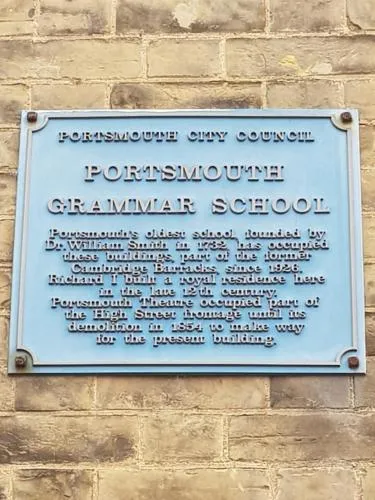 PORTSMOUTH CITY COUNCIL
PORTSMOUTH
GRAMMAR SCHOOL
Portsmouth's oldest school, founded by
Dr. William Smith in 1732, has occupied
these buildings, part of the former
Cambridge Barracks, since 1926.
Richard I built a royal residence here
in the late 12th century.
Portsmouth Theatre occupied part of
the High Street frontage until its
demolition in 1854 to make way
for the present building.